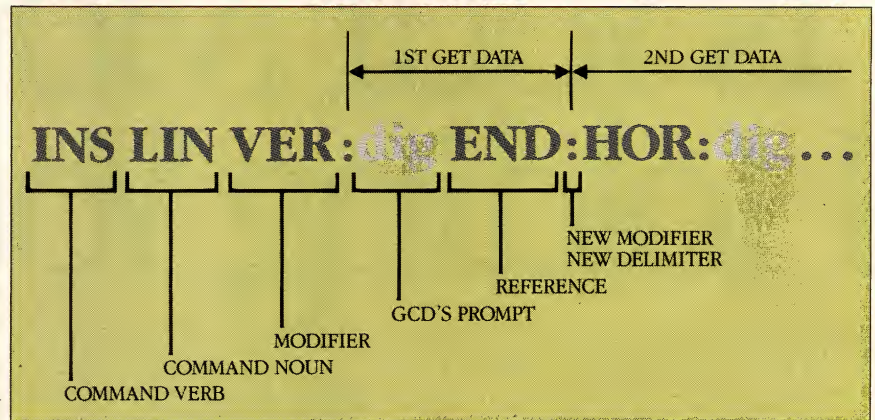 1ST GET DATA 2ND GET DATA
INS LIN VER:dig END:HOR:dig...
NEW MODIFIER
NEW DELIMITER
REFERENCE
GCD'S PROMPT
MODIFIER
COMMAND NOUN
COMMAND VERB